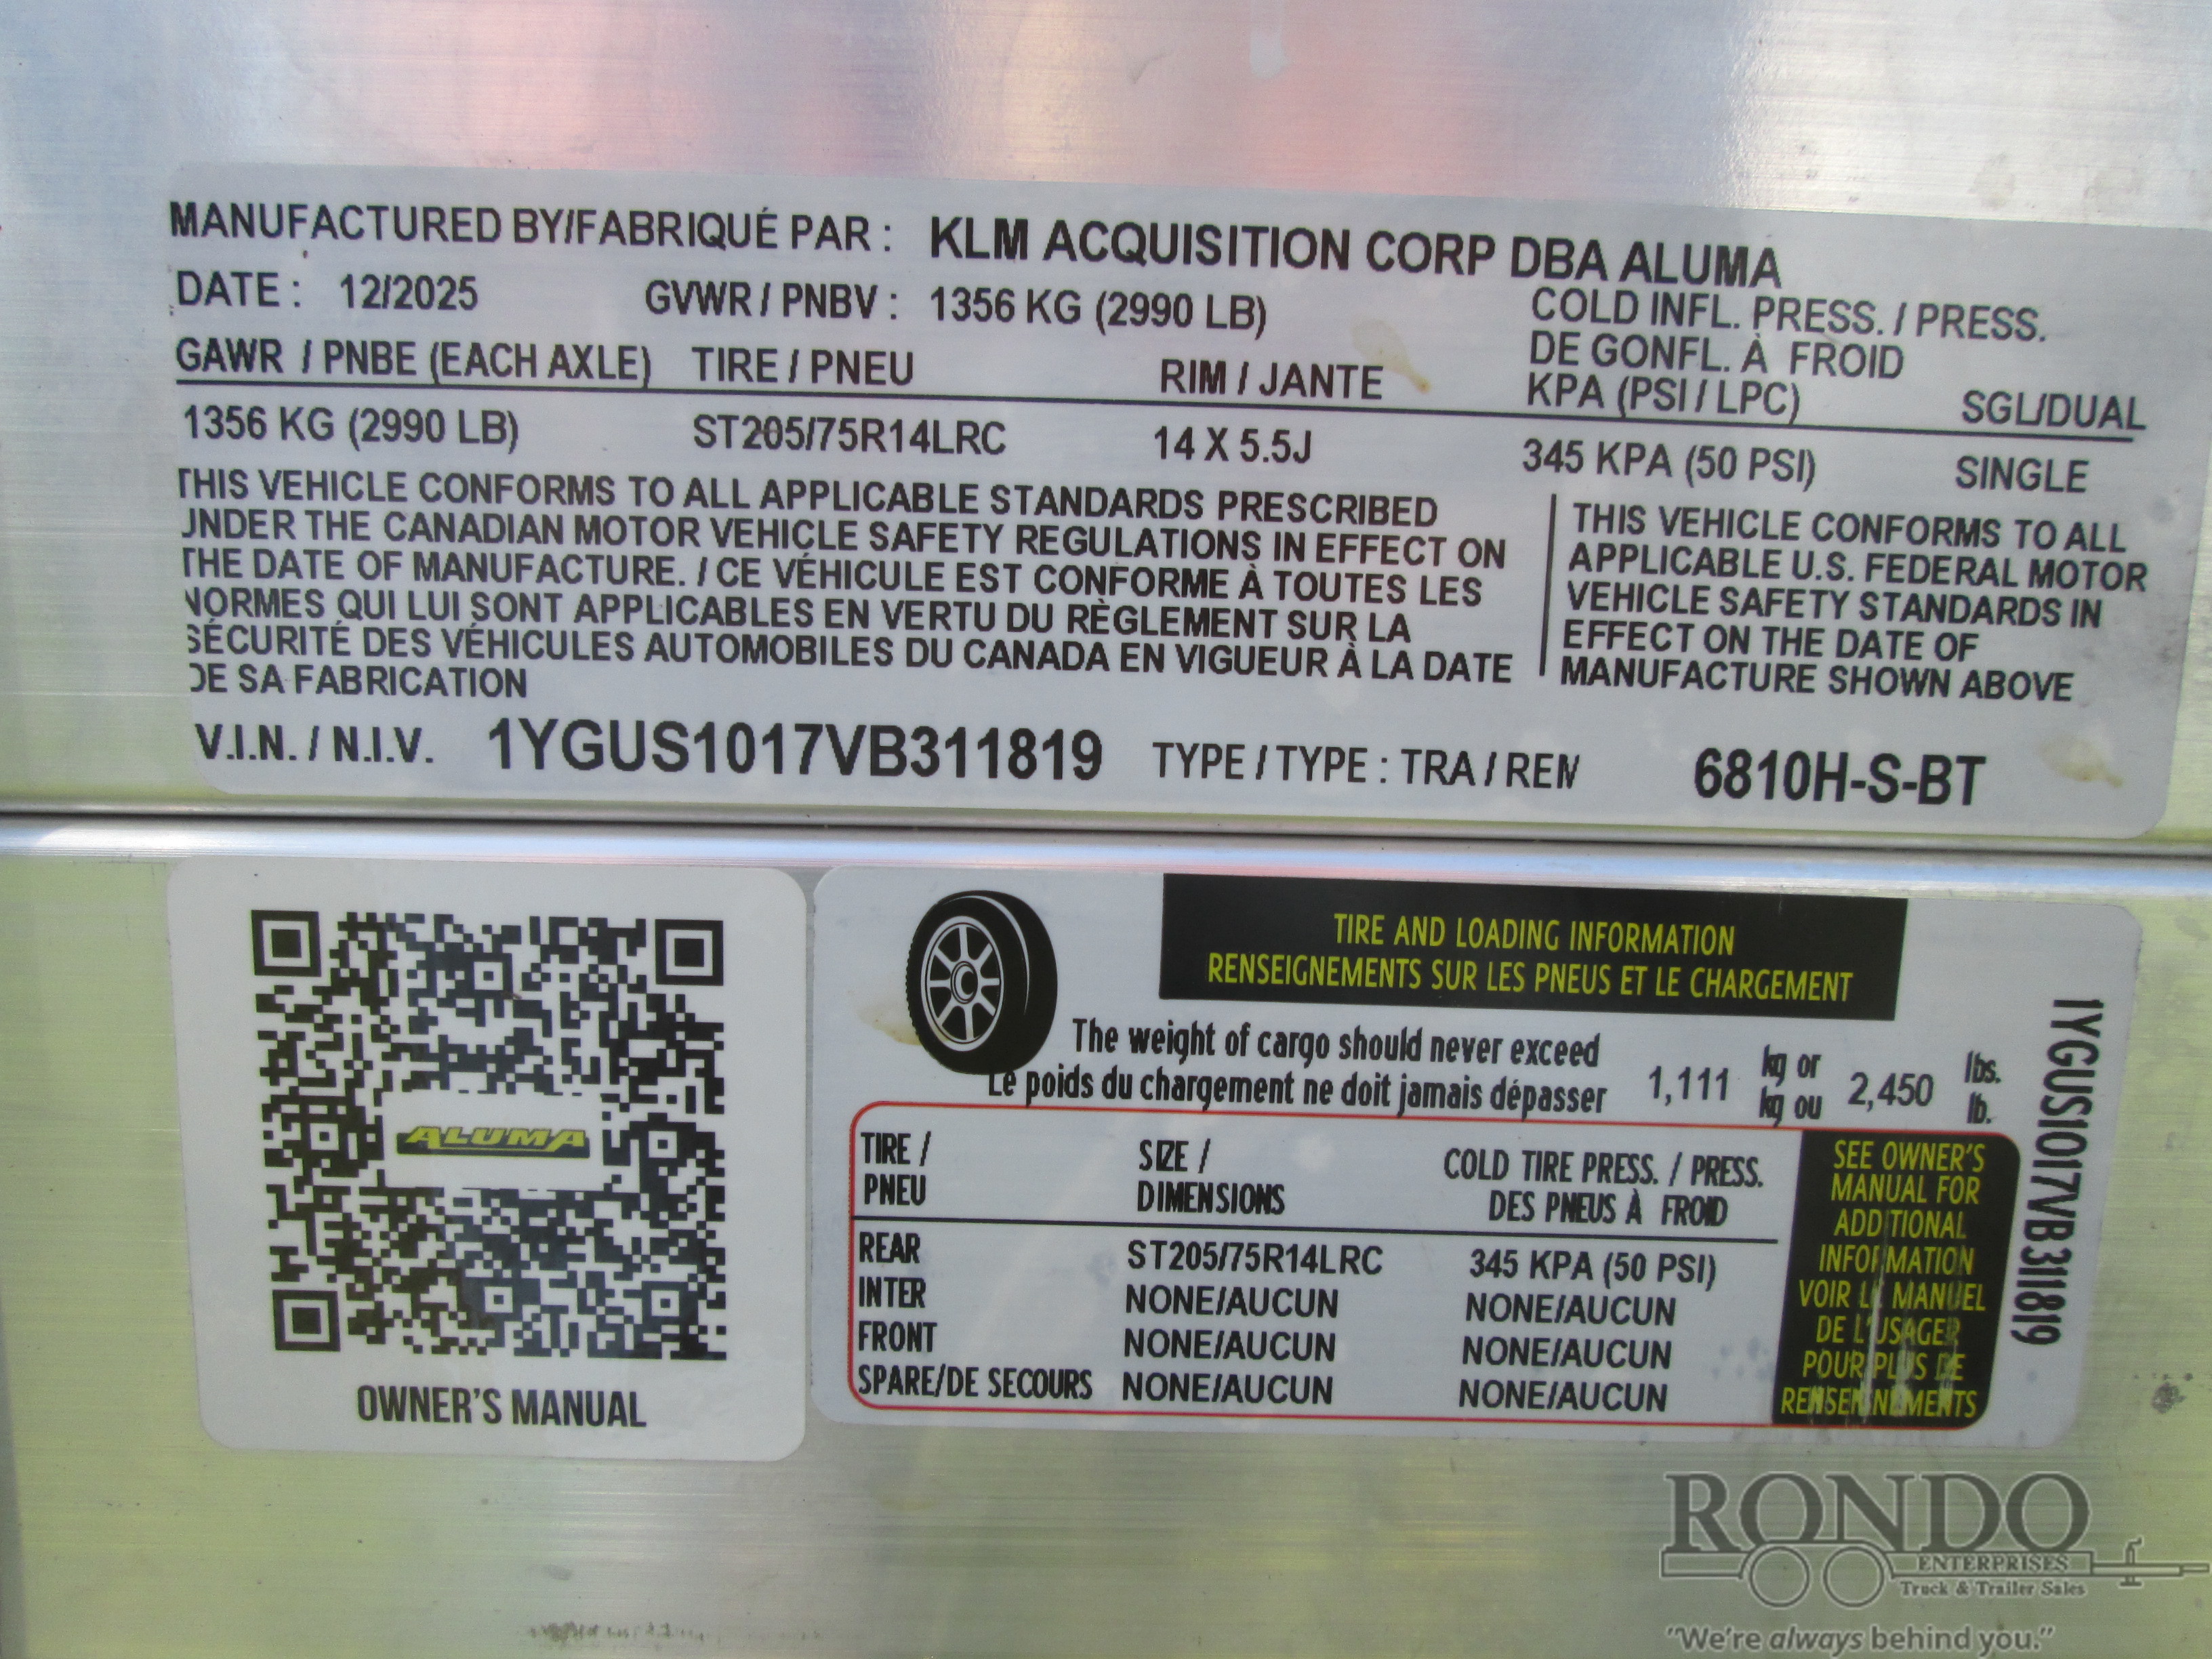 MANUFACTURED BY/FABRIQUÉ PAR : KLM ACQUISITION CORP DBA ALUMA
DATE : 12/2025 GVWR / PNBV : 1356 KG (2990 LB)
COLD INFL. PRESS. / PRESS.
DE GONFL. À FROID
KPA (PSI / LPC)
GAWR / PNBE (EACH AXLE) TIRE / PNEU RIM / JANTE SGL/DUAL
1356 KG (2990 LB) ST205/75R14LRC 14 X 5.5J 345 KPA (50 PSI) SINGLE
THIS VEHICLE CONFORMS TO ALL APPLICABLE STANDARDS PRESCRIBED
UNDER THE CANADIAN MOTOR VEHICLE SAFETY REGULATIONS IN EFFECT ON
THE DATE OF MANUFACTURE. / CE VÉHICULE EST CONFORME À TOUTES LES
NORMES QUI LUI SONT APPLICABLES EN VERTU DU RÈGLEMENT SUR LA
SÉCURITÉ DES VÉHICULES AUTOMOBILES DU CANADA EN VIGUEUR À LA DATE
DE SA FABRICATION
THIS VEHICLE CONFORMS TO ALL
APPLICABLE U.S. FEDERAL MOTOR
VEHICLE SAFETY STANDARDS IN
EFFECT ON THE DATE OF
MANUFACTURE SHOWN ABOVE
V.I.N. / N.I.V. 1YGUS1017VB311819 TYPE / TYPE : TRA / REM 6810H-S-BT
ALUMA
OWNER'S MANUAL
TIRE AND LOADING INFORMATION
RENSEIGNEMENTS SUR LES PNEUS ET LE CHARGEMENT
The weight of cargo should never exceed
Le poids du chargement ne doit jamais dépasser
1,111 kg or
kg ou
2,450 lbs.
lb.
TIRE / SIZE / COLD TIRE PRESS. / PRESS.
PNEU DIMENSIONS DES PNEUS À FROID
REAR ST205/75R14LRC 345 KPA (50 PSI)
INTER NONE/AUCUN NONE/AUCUN
FRONT NONE/AUCUN NONE/AUCUN
SPARE/DE SECOURS NONE/AUCUN NONE/AUCUN
SEE OWNER'S
MANUAL FOR
ADDITIONAL
INFORMATION
VOIR LE MANUEL
DE L'USAGER
POUR PLUS DE
RENSEIGNEMENTS
1YGUS1017VB311819
RONDO
ENTERPRISES
Truck & Trailer Sales
"We're always behind you."